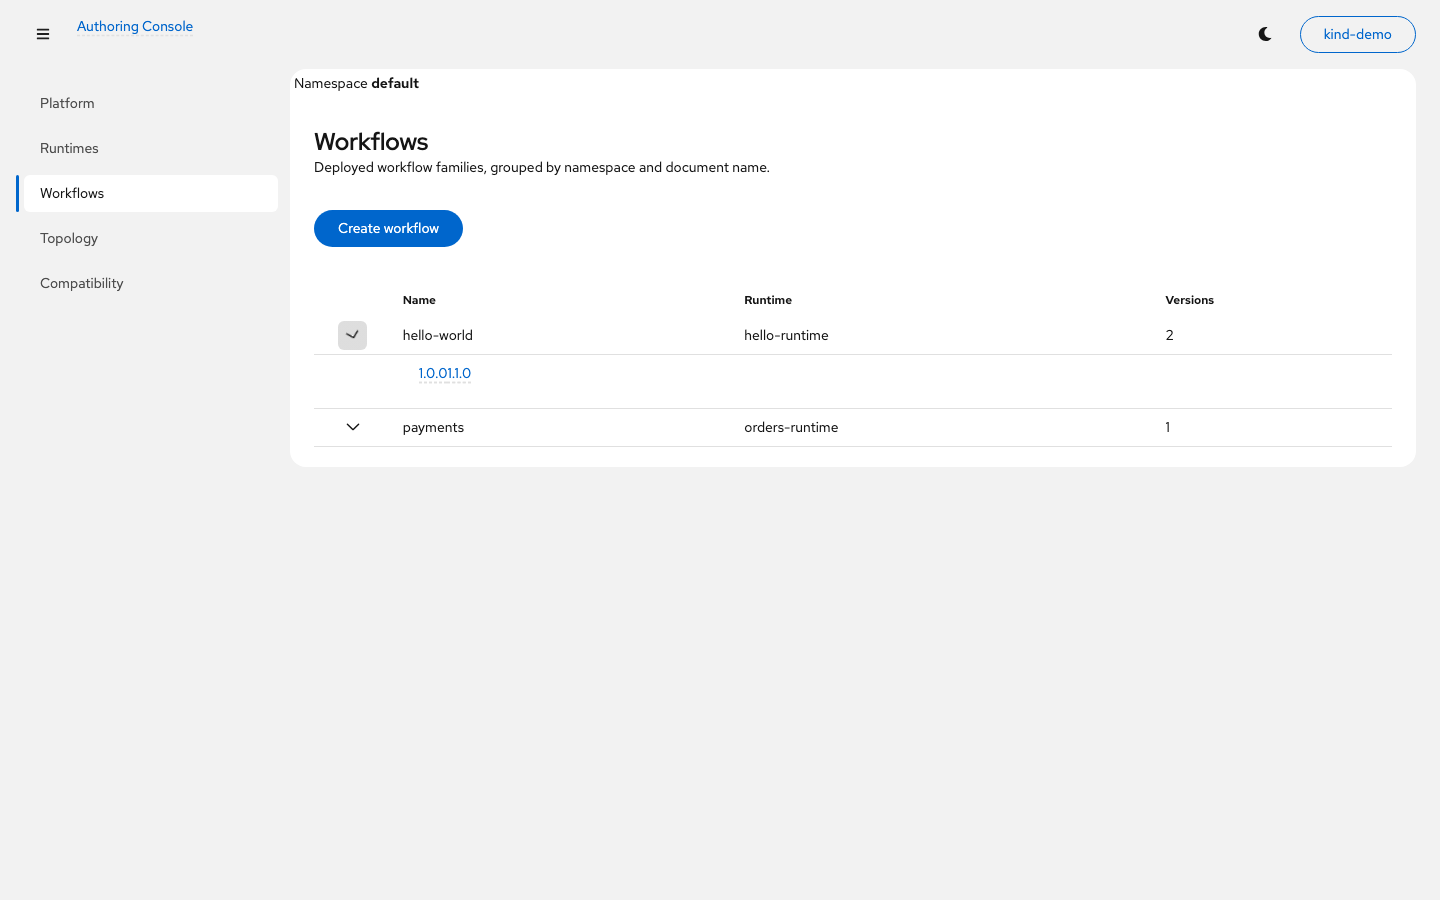 Authoring Console
kind-demo
Platform
Runtimes
Workflows
Topology
Compatibility
Namespace default
Workflows
Deployed workflow families, grouped by namespace and document name.
Create workflow
Name Runtime Versions
hello-world hello-runtime 2
1.0.01.1.0
payments orders-runtime 1